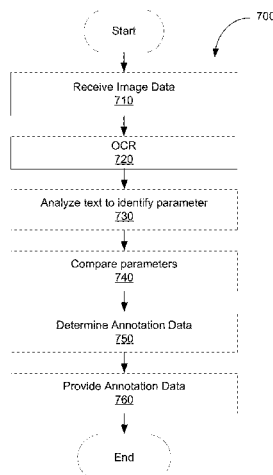 Start
700
Receive Image Data
710
OCR
720
Analyze text to identify parameter
730
Compare parameters
740
Determine Annotation Data
750
Provide Annotation Data
760
End